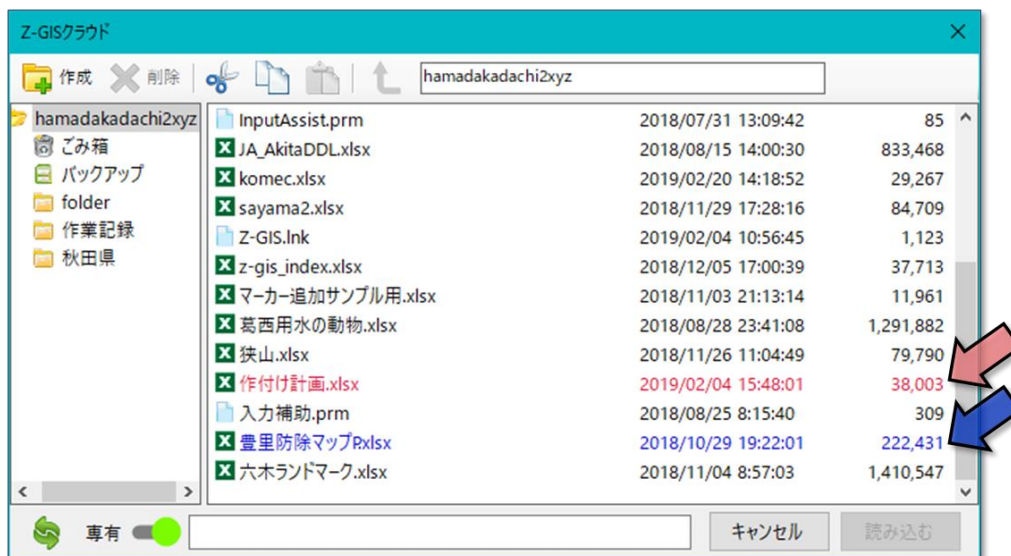 Z-GISクラウド
作成 削除 hamadakadachi2xyz
hamadakadachi2xyz
ごみ箱
バックアップ
folder
作業記録
秋田県
InputAssist.prm 2018/07/31 13:09:42 85
JA_AkitaDDL.xlsx 2018/08/15 14:00:30 833,468
komec.xlsx 2019/02/20 14:18:52 29,267
sayama2.xlsx 2018/11/29 17:28:16 84,709
Z-GIS.lnk 2019/02/04 10:56:45 1,123
z-gis_index.xlsx 2018/12/05 17:00:39 37,713
マーカー追加サンプル用.xlsx 2018/11/03 21:13:14 11,961
葛西用水の動物.xlsx 2018/08/28 23:41:08 1,291,882
狭山.xlsx 2018/11/26 11:04:49 79,790
作付け計画.xlsx 2019/02/04 15:48:01 38,003
入力補助.prm 2018/08/25 8:15:40 309
豊里防除マップP.xlsx 2018/10/29 19:22:01 222,431
六木ランドマーク.xlsx 2018/11/04 8:57:03 1,410,547
専有 キャンセル 読み込む